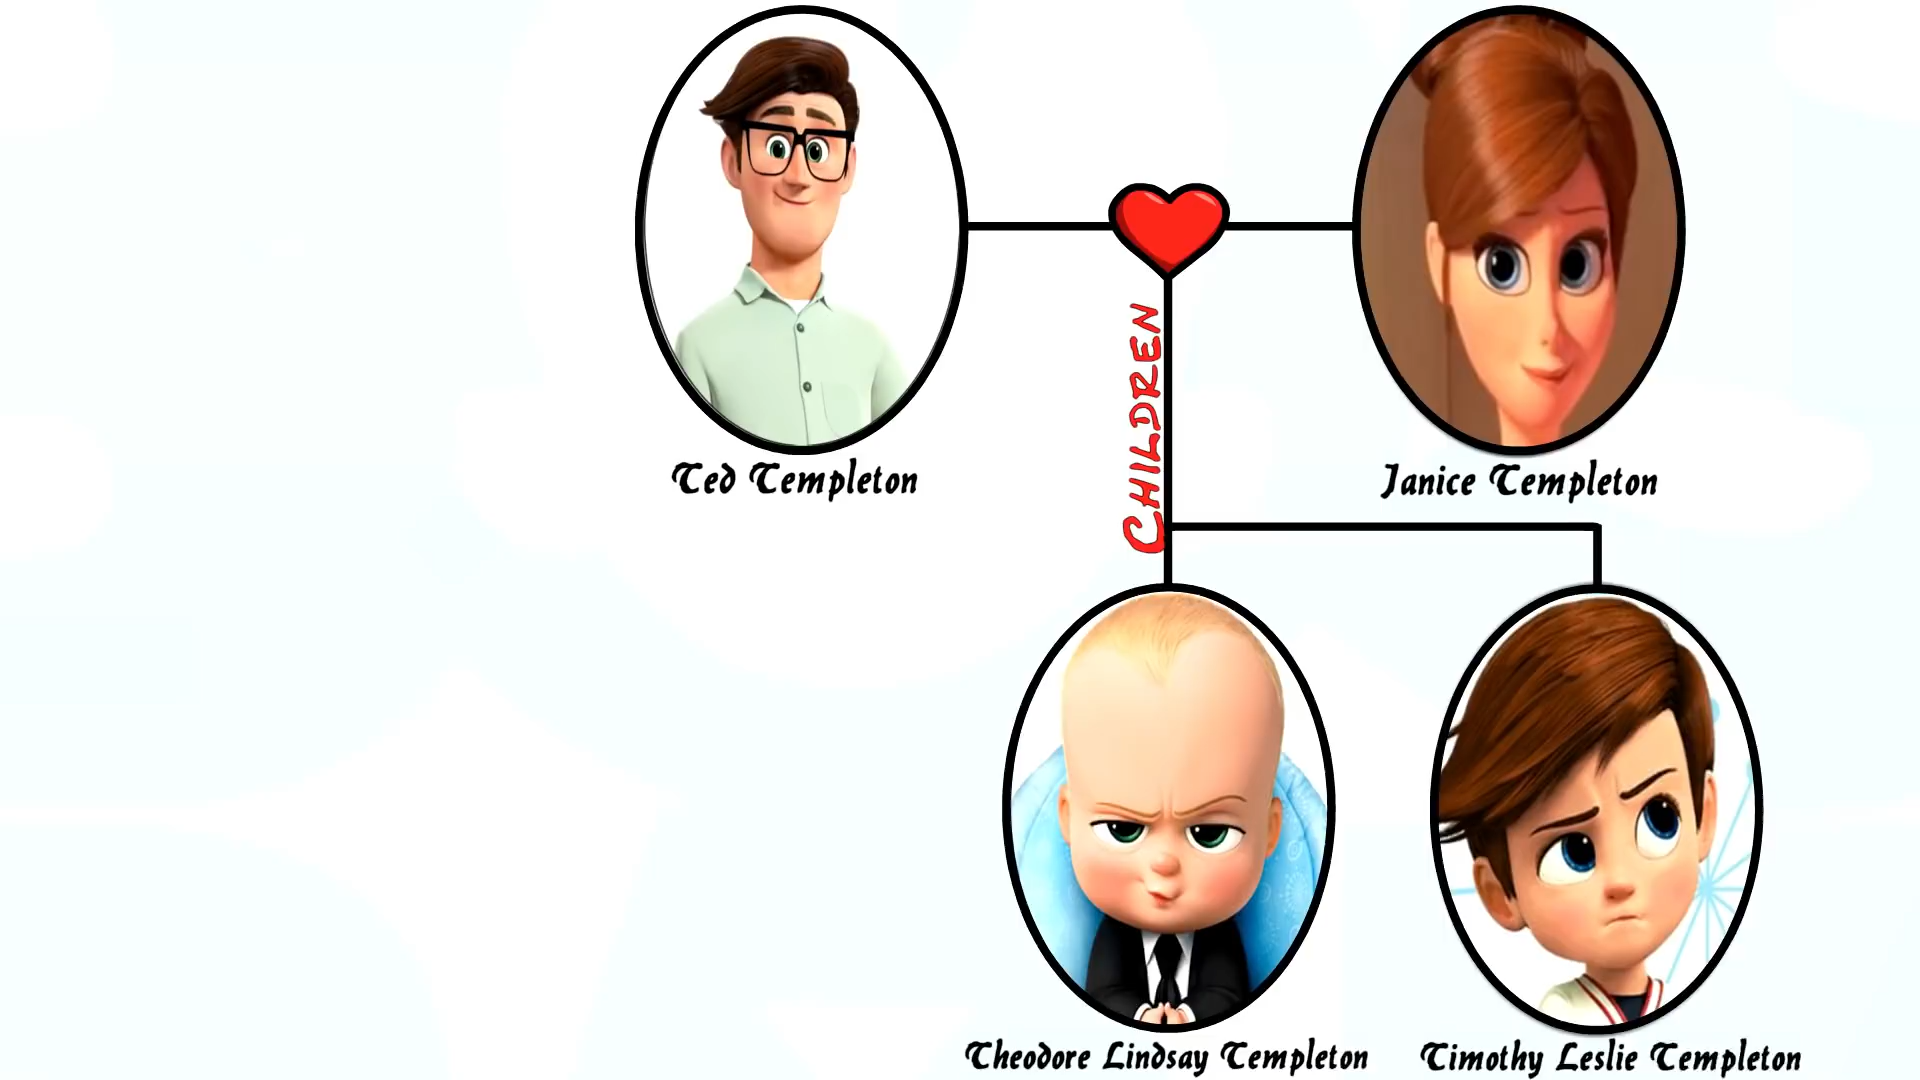 Ted Templeton
Janice Templeton
CHILDREN
Theodore Lindsay Templeton
Timothy Leslie Templeton